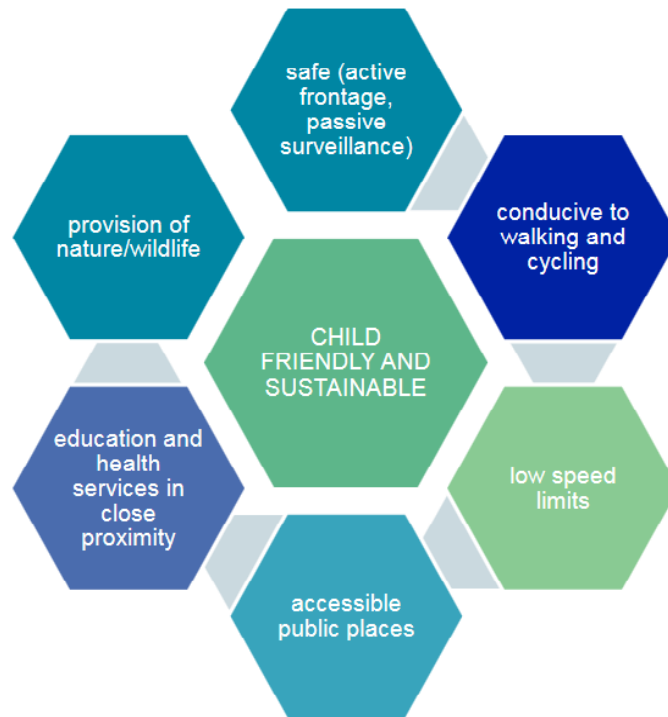 safe (active
frontage,
passive
surveillance)
conducive to
walking and
cycling
low speed
limits
accessible
public places
education and
health
services in
close
proximity
provision of
nature/wildlife
CHILD
FRIENDLY AND
SUSTAINABLE